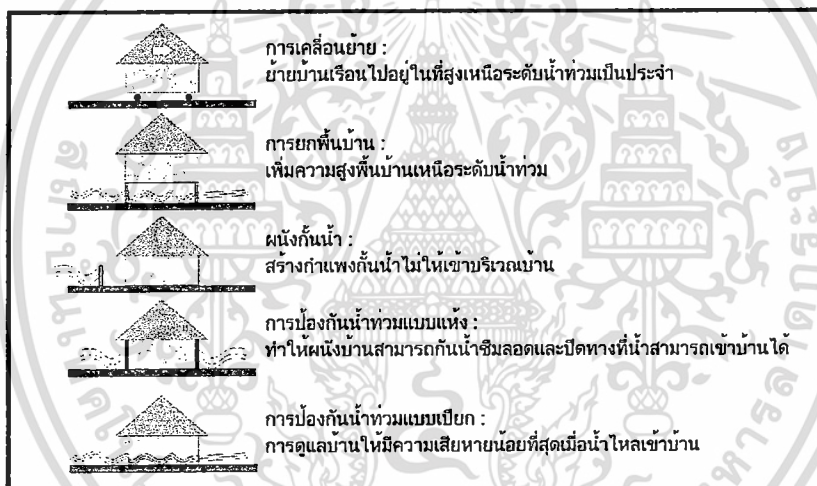 การเคลื่อนย้าย :
ย้ายบ้านเรือนไปอยู่ในที่สูงเหนือระดับน้ำท่วมเป็นประจำ
การยกพื้นบ้าน :
เพิ่มความสูงพื้นบ้านเหนือระดับน้ำท่วม
ผนังกั้นน้ำ :
สร้างกำแพงกั้นน้ำไม่ให้เข้าบริเวณบ้าน
การป้องกันน้ำท่วมแบบแห้ง :
ทำให้ผนังบ้านสามารถกันน้ำซึมลอดและปิดทางที่น้ำสามารถเข้าบ้านได้
การป้องกันน้ำท่วมแบบเปียก :
การดูแลบ้านให้มีความเสียหายน้อยที่สุดเมื่อน้ำไหลเข้าบ้าน